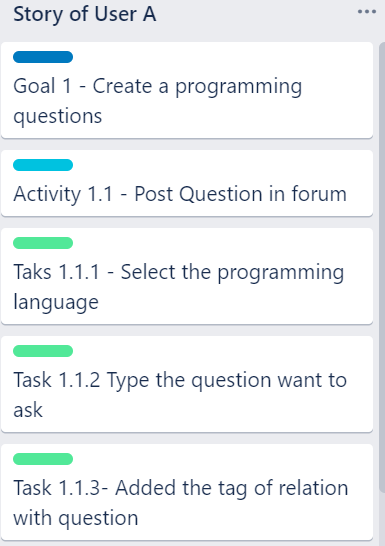 Story of User A
Goal 1 - Create a programming
questions
Activity 1.1 - Post Question in forum
Taks 1.1.1 - Select the programming
language
Task 1.1.2 Type the question want to
ask
Task 1.1.3- Added the tag of relation
with question